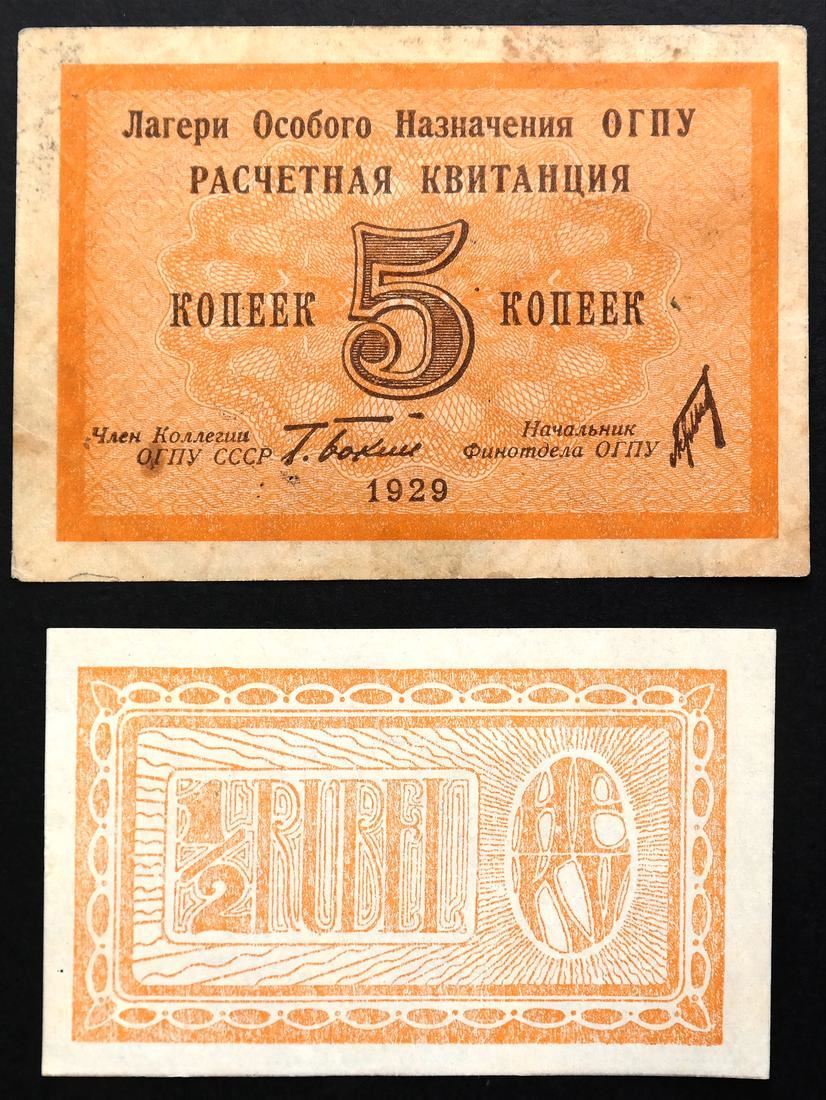 Лагери Особого Назначения ОГПУ
РАСЧЕТНАЯ КВИТАНЦИЯ
КОПЕЕК 5 КОПЕЕК
Член Коллегии
ОГПУ СССР Г. Бокий
Начальник
Финотдела ОГПУ
1929
1/2 RUBEL